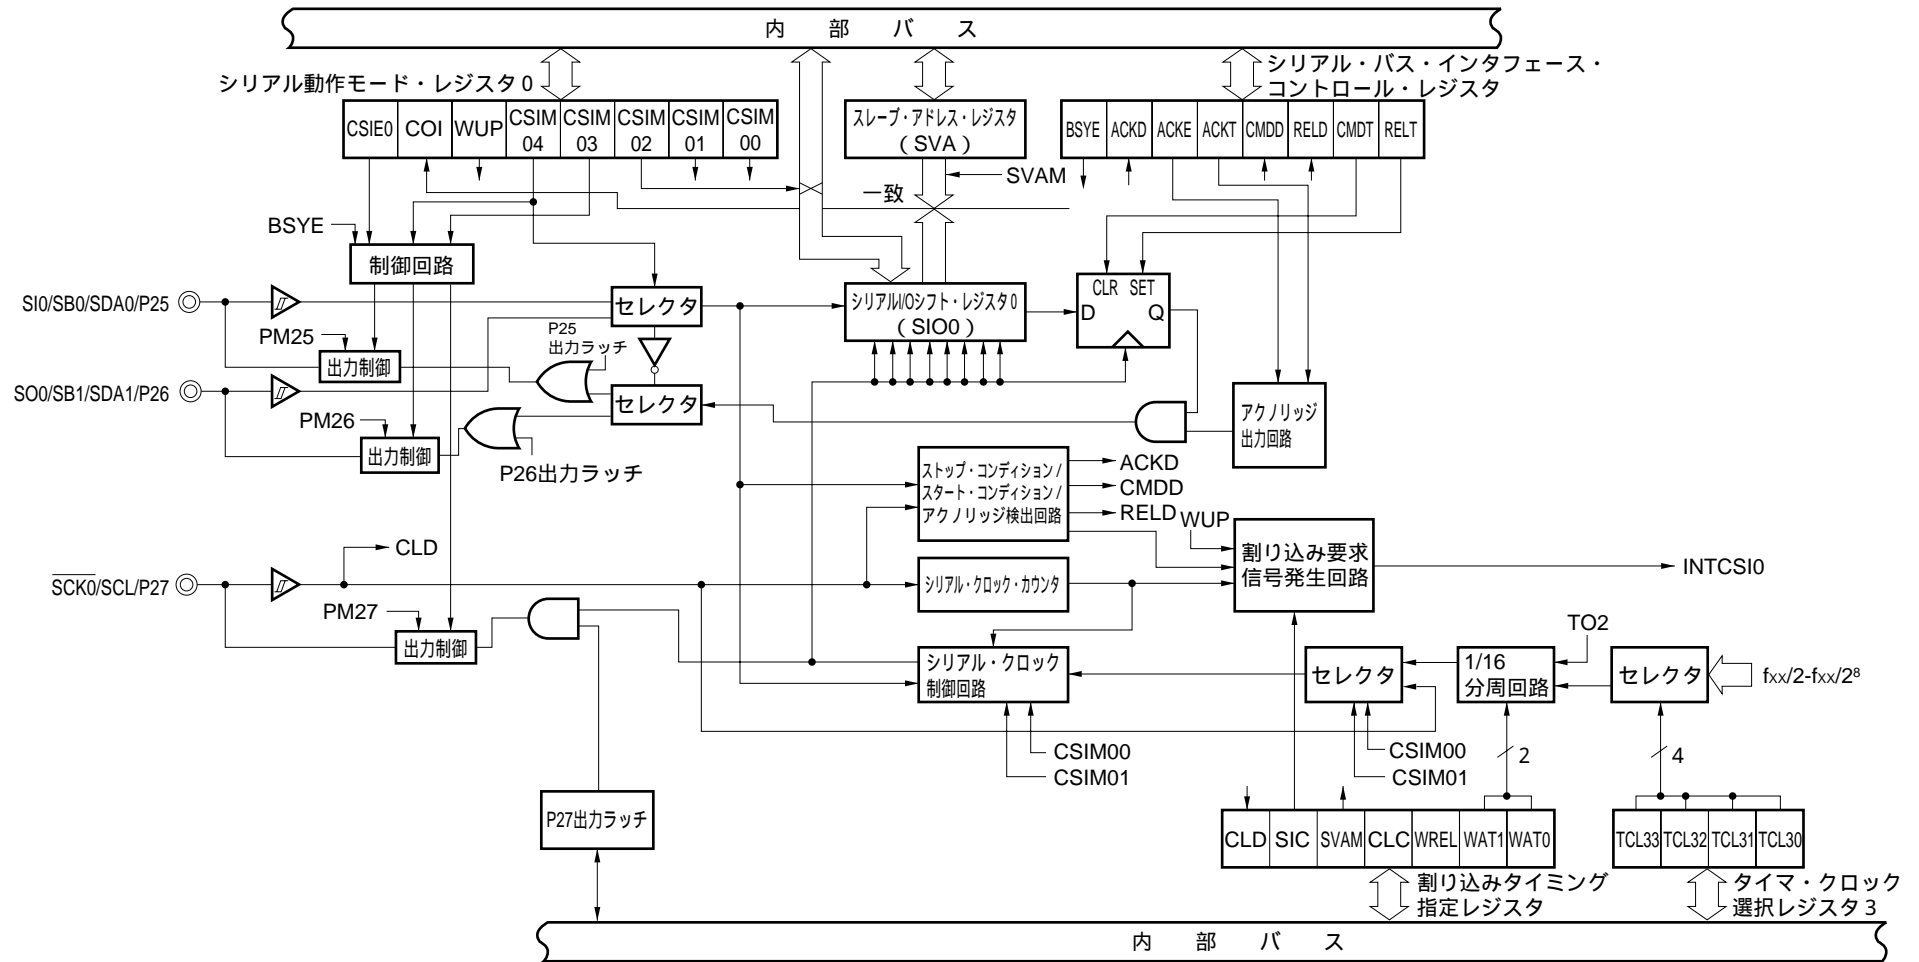 内部バス
シリアル動作モード・レジスタ0
シリアル・バス・インタフェース・
コントロール・レジスタ
CSIE0 COI WUP CSIM04 CSIM03 CSIM02 CSIM01 CSIM00
スレーブ・アドレス・レジスタ
(SVA)
BSYE ACKD ACKE ACKT CMDD RELD CMDT RELT
SVAM
一致
BSYE
制御回路
SI0/SB0/SDA0/P25
PM25
出力制御
セレクタ
P25
出力ラッチ
シリアルI/Oシフト・レジスタ0
(SIO0)
CLR SET
D Q
SO0/SB1/SDA1/P26
PM26
出力制御
セレクタ
P26出力ラッチ
アクノリッジ
出力回路
ストップ・コンディション/
スタート・コンディション/
アクノリッジ検出回路
ACKD
CMDD
RELD
WUP
割り込み要求
信号発生回路
INTCSI0
CLD
SCK0/SCL/P27
シリアル・クロック・カウンタ
PM27
出力制御
シリアル・クロック
制御回路
セレクタ
1/16
分周回路
TO2
セレクタ
fxx/2-fxx/2⁸
CSIM00
CSIM01
CSIM00
CSIM01
2
4
P27出力ラッチ
CLD SIC SVAM CLC WREL WAT1 WAT0
TCL33 TCL32 TCL31 TCL30
割り込みタイミング
指定レジスタ
タイマ・クロック
選択レジスタ3
内部バス